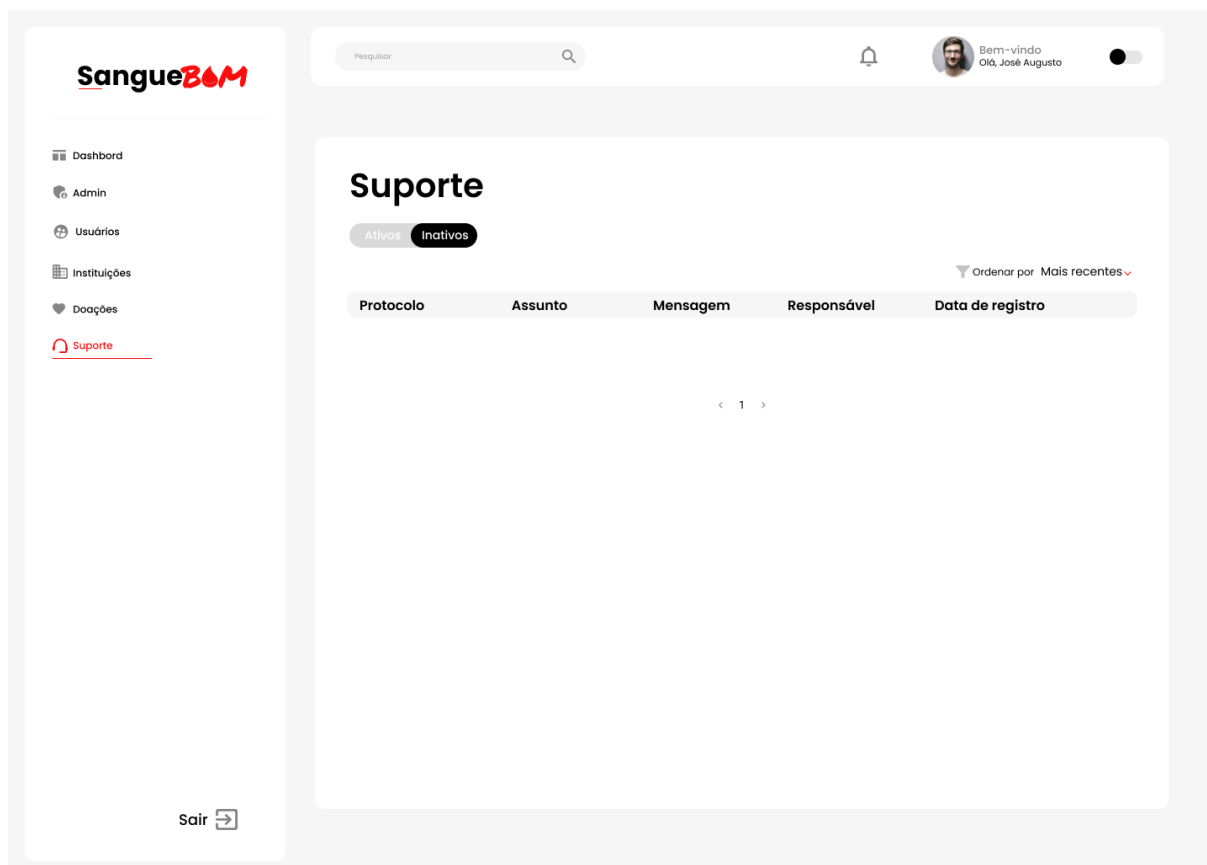 SangueBOM
Dashbord
Admin
Usuários
Instituições
Doações
Suporte
Sair
Pesquisar
Bem-vindo
Olá, José Augusto
Suporte
Ativos Inativos
Ordenar por Mais recentes
Protocolo Assunto Mensagem Responsável Data de registro
< 1 >